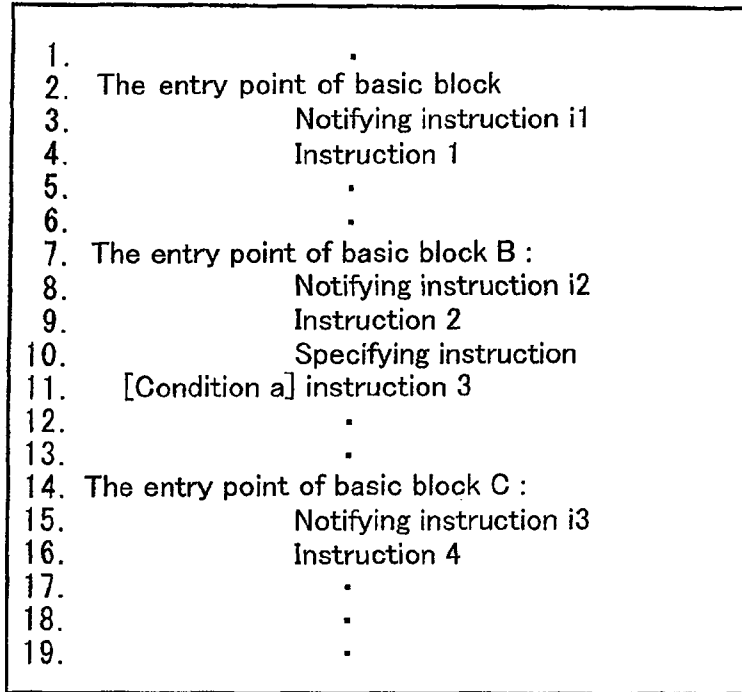 1. .
2. The entry point of basic block
3. Notifying instruction i1
4. Instruction 1
5. .
6. .
7. The entry point of basic block B :
8. Notifying instruction i2
9. Instruction 2
10. Specifying instruction
11. [Condition a] instruction 3
12. .
13. .
14. The entry point of basic block C :
15. Notifying instruction i3
16. Instruction 4
17. .
18. .
19. .